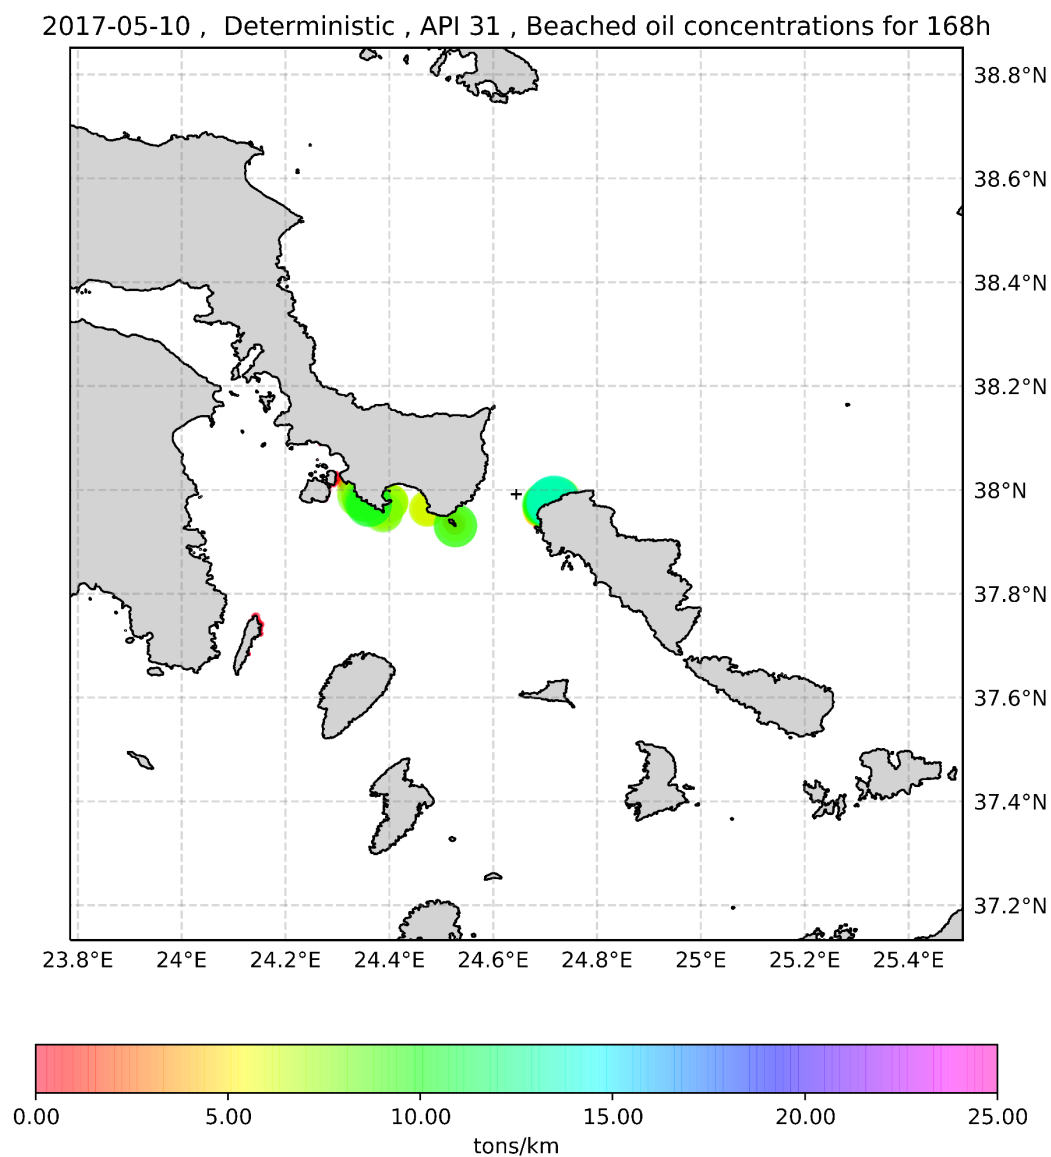 2017-05-10 ,  Deterministic , API 31 , Beached oil concentrations for 168h
38.8°N
38.6°N
38.4°N
38.2°N
38°N
37.8°N
37.6°N
37.4°N
37.2°N
23.8°E 24°E 24.2°E 24.4°E 24.6°E 24.8°E 25°E 25.2°E 25.4°E
0.00 5.00 10.00 15.00 20.00 25.00
tons/km